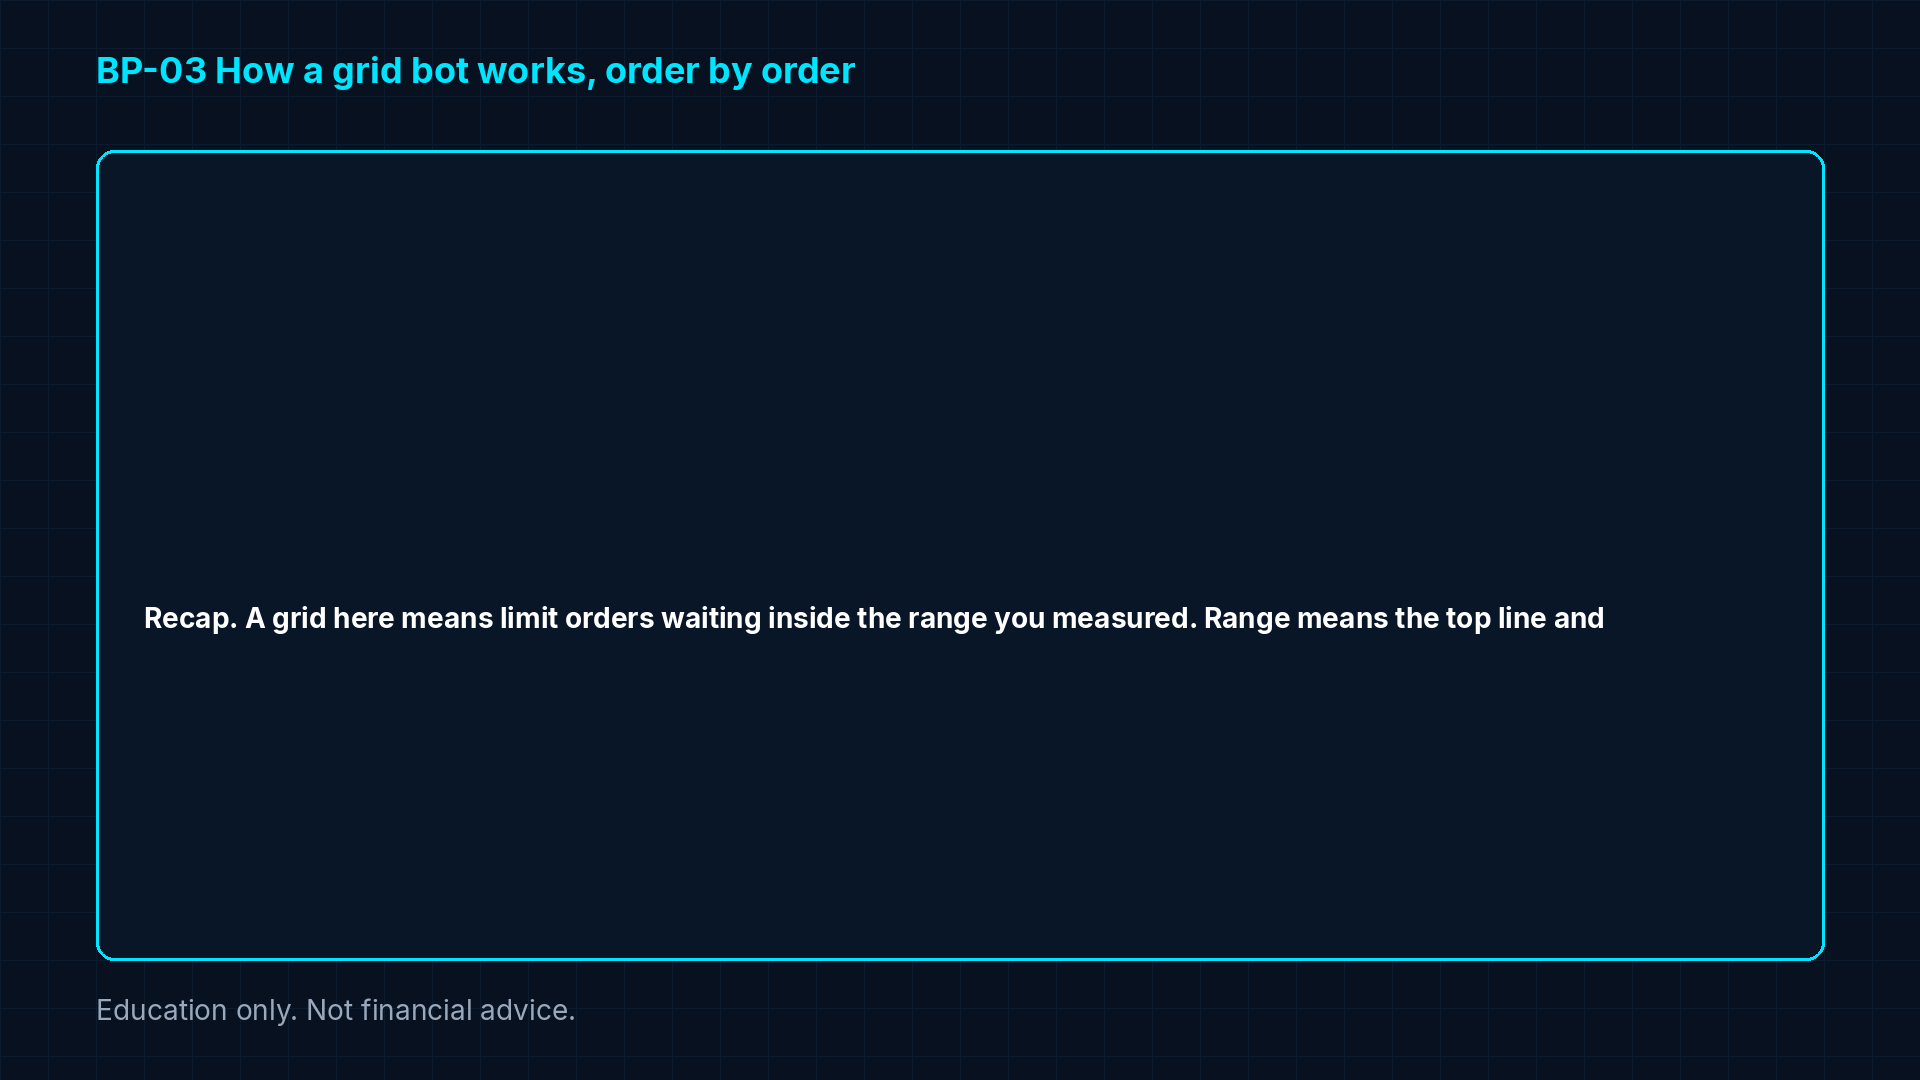 BP-03 How a grid bot works, order by order
Recap. A grid here means limit orders waiting inside the range you measured. Range means the top line and
Education only. Not financial advice.